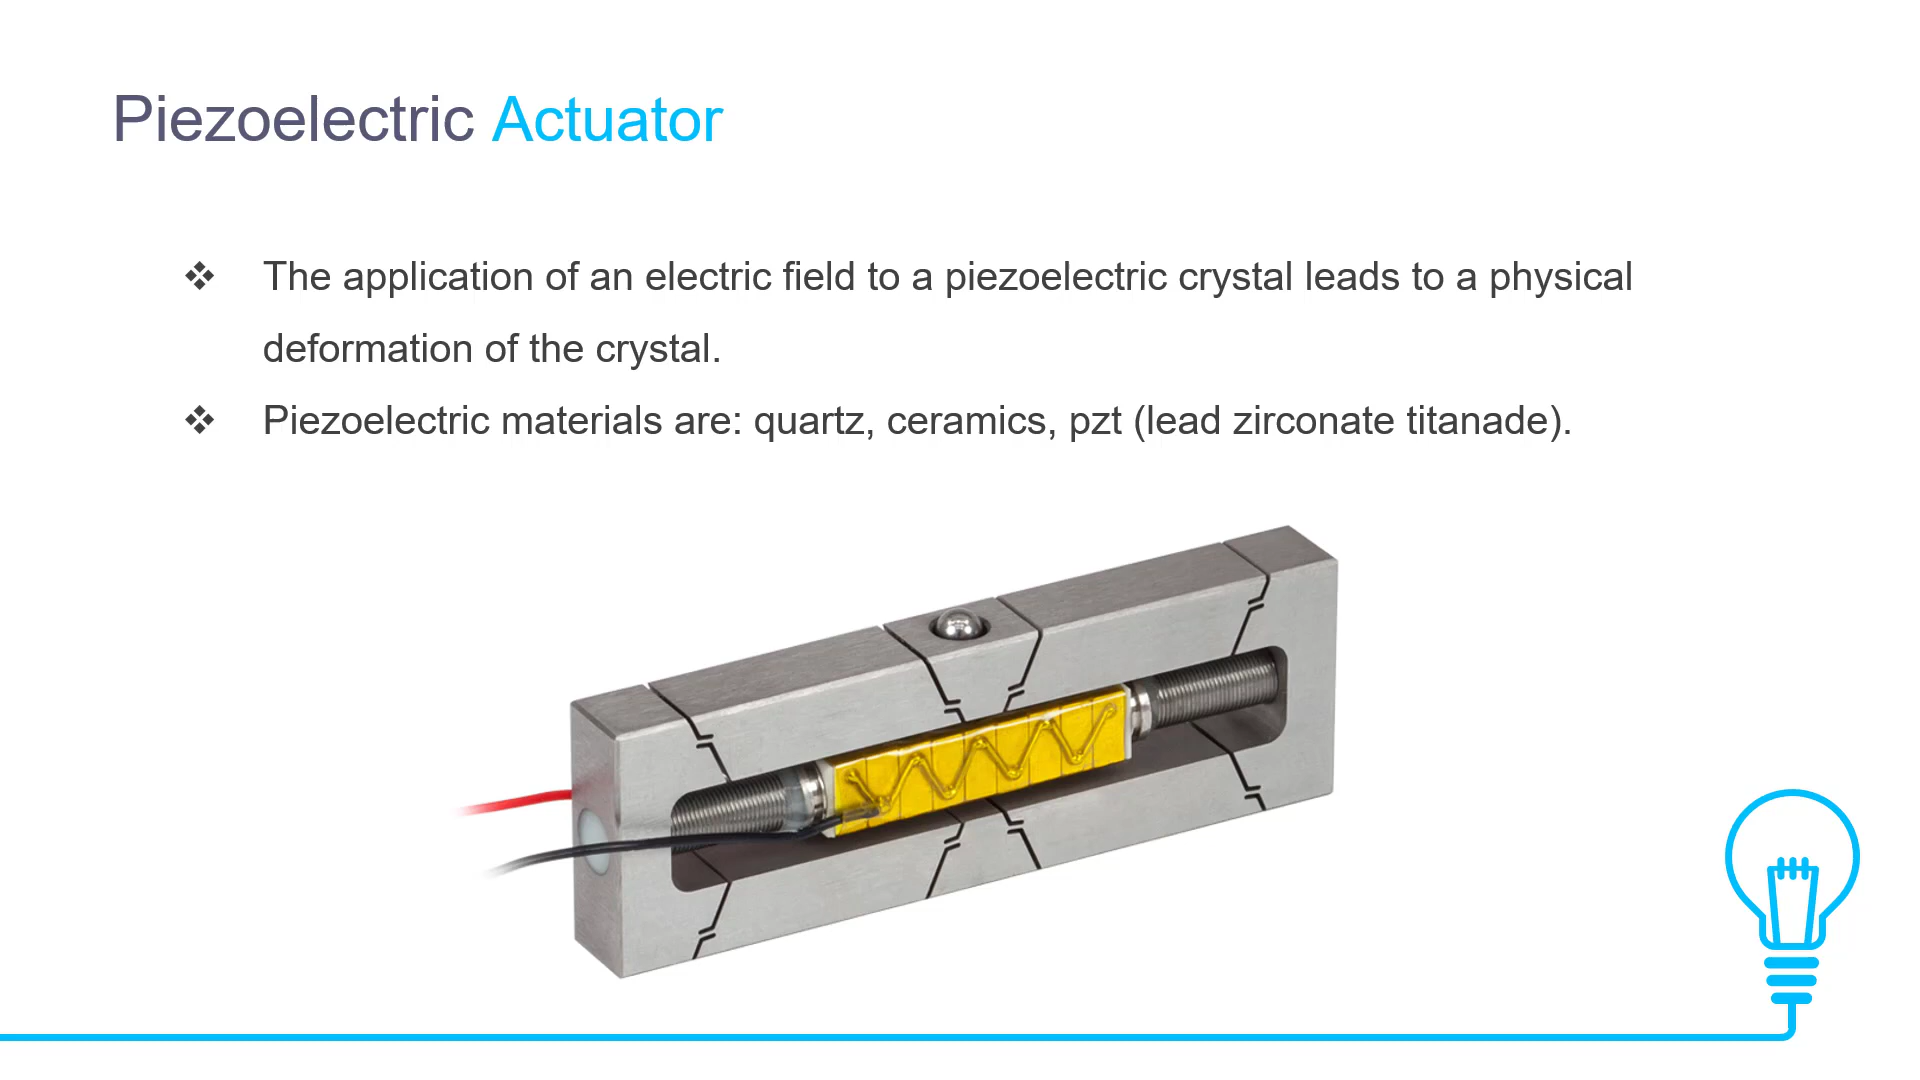 Piezoelectric Actuator
❖ The application of an electric field to a piezoelectric crystal leads to a physical
deformation of the crystal.
❖ Piezoelectric materials are: quartz, ceramics, pzt (lead zirconate titanade).